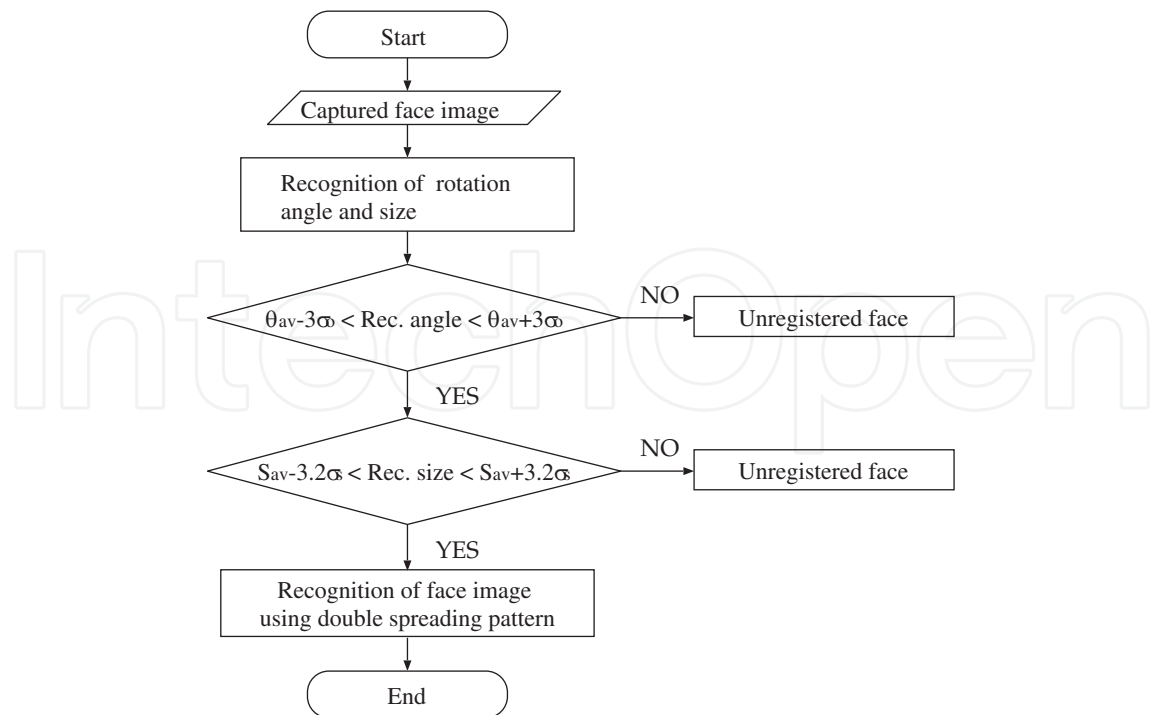 Start
Captured face image
Recognition of rotation
angle and size
θav-3σθ < Rec. angle < θav+3σθ
NO
Unregistered face
YES
Sav-3.2σs < Rec. size < Sav+3.2σs
NO
Unregistered face
YES
Recognition of face image
using double spreading pattern
End
IntechOpen